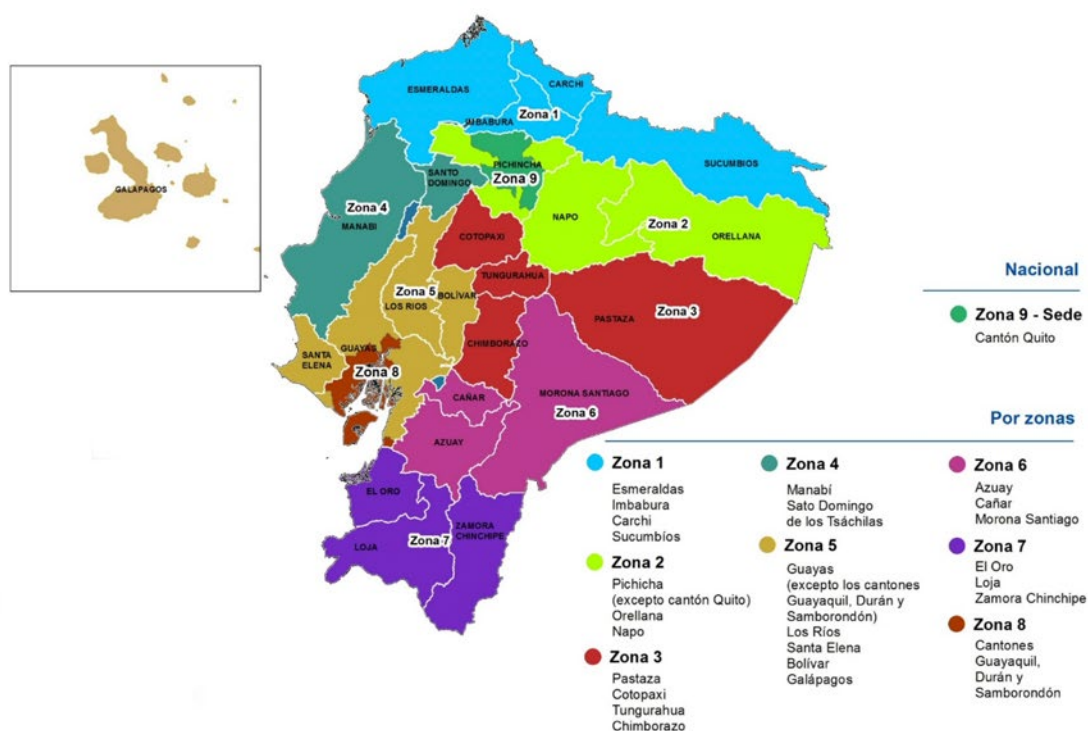 ESMERALDAS
CARCHI
IMBABURA
Zona 1
SUCUMBIOS
PICHINCHA
Zona 9
SANTO
DOMINGO
GALAPAGOS
Zona 4
MANABI
NAPO
Zona 2
ORELLANA
COTOPAXI
TUNGURAHUA
Zona 5
BOLÍVAR
LOS RIOS
PASTAZA
Zona 3
SANTA
ELENA
GUAYAS
CHIMBORAZO
Zona 8
CAÑAR
MORONA SANTIAGO
Zona 6
AZUAY
EL ORO
LOJA
Zona 7
ZAMORA
CHINCHIPE
Nacional
Zona 9 - Sede
Cantón Quito
Por zonas
Zona 1
Esmeraldas
Imbabura
Carchi
Sucumbíos
Zona 2
Pichicha
(excepto cantón Quito)
Orellana
Napo
Zona 3
Pastaza
Cotopaxi
Tungurahua
Chimborazo
Zona 4
Manabí
Sato Domingo
de los Tsáchilas
Zona 5
Guayas
(excepto los cantones
Guayaquil, Durán y
Samborondón)
Los Ríos
Santa Elena
Bolívar
Galápagos
Zona 6
Azuay
Cañar
Morona Santiago
Zona 7
El Oro
Loja
Zamora Chinchipe
Zona 8
Cantones
Guayaquil,
Durán y
Samborondón